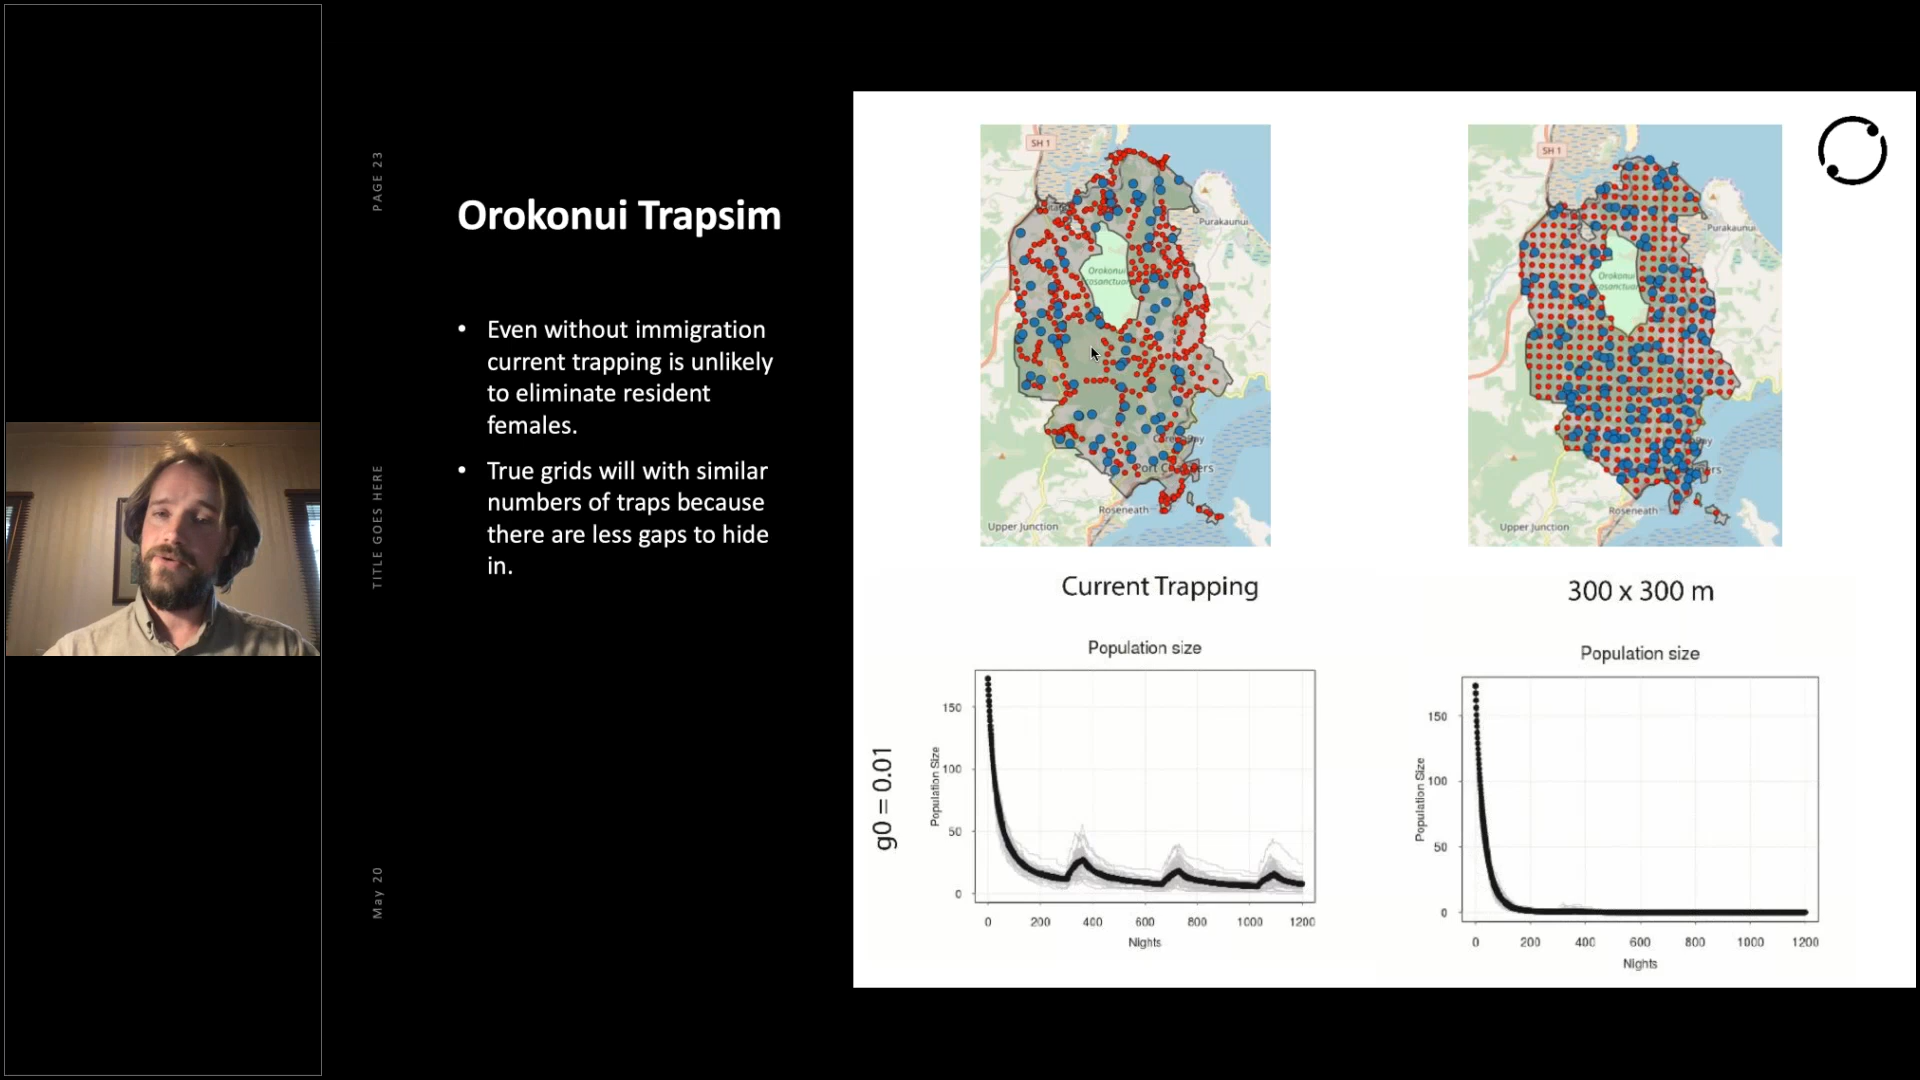 PAGE 23
TITLE GOES HERE
May 20
Orokonui Trapsim
• Even without immigration
current trapping is unlikely
to eliminate resident
females.
• True grids will with similar
numbers of traps because
there are less gaps to hide
in.
SH 1
Purakaunui
Orokonui
Roseneath
Upper Junction
SH 1
Purakaunui
Orokonui
Roseneath
Upper Junction
Current Trapping
300 x 300 m
g0 = 0.01
Population size
Population Size
150
100
50
0
0 200 400 600 800 1000 1200
Nights
Population size
Population Size
150
100
50
0
0 200 400 600 800 1000 1200
Nights